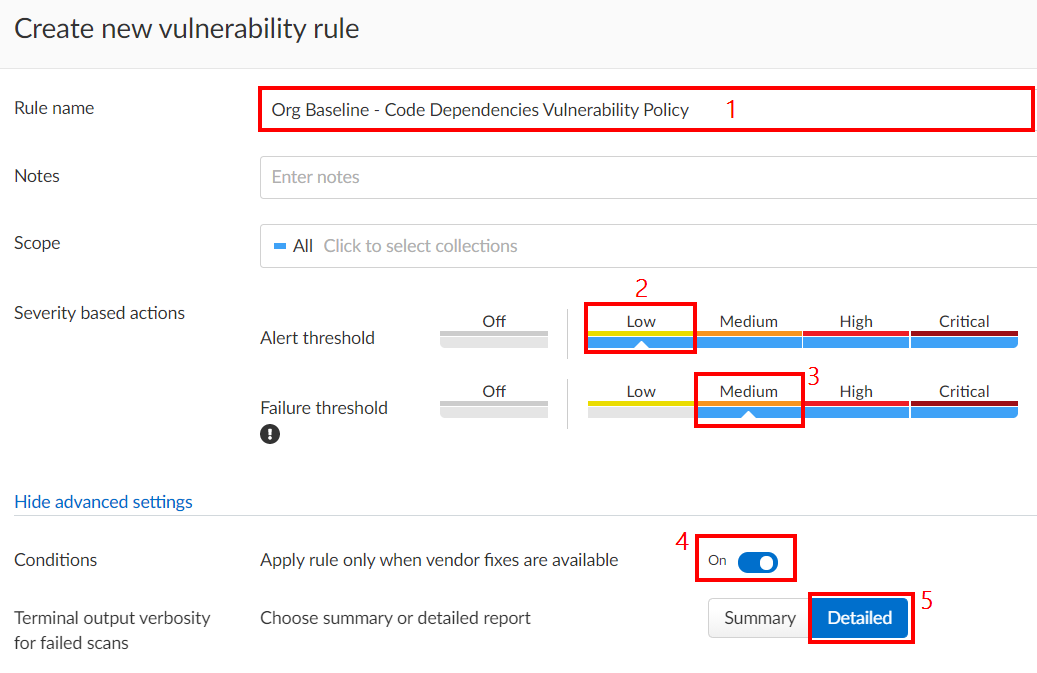 Create new vulnerability rule
Rule name
Org Baseline - Code Dependencies Vulnerability Policy
1
Notes
Enter notes
Scope
All Click to select collections
Severity based actions
2
Alert threshold
Off Low Medium High Critical
3
Failure threshold
Off Low Medium High Critical
Hide advanced settings
Conditions
Apply rule only when vendor fixes are available
4
On
Terminal output verbosity
for failed scans
Choose summary or detailed report
Summary Detailed
5